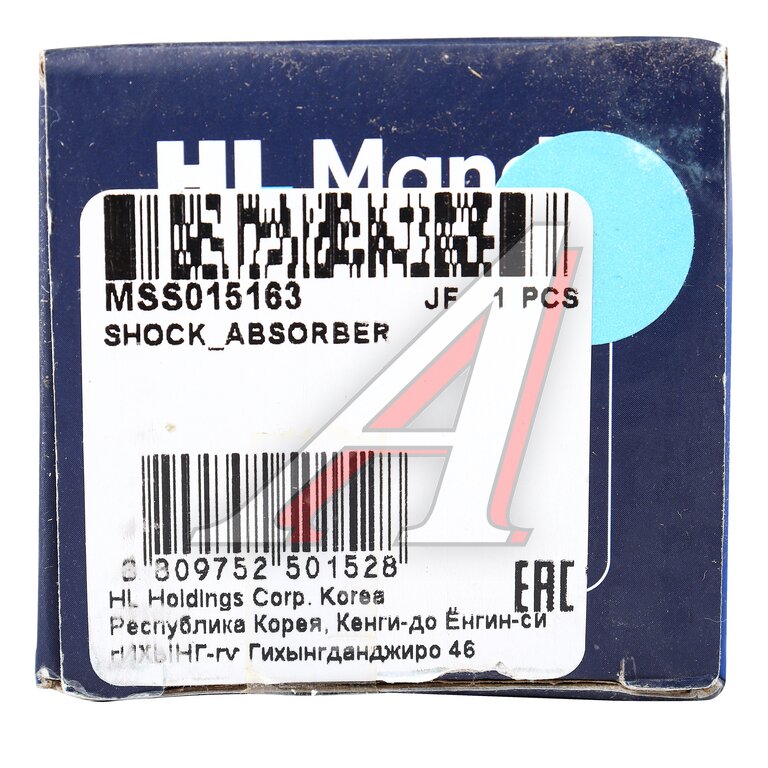 HL Mand
MSS015163 JF 1 PCS
SHOCK_ABSORBER
8 809752 501528
HL Holdings Corp. Korea
EAC
Республика Корея, Кенги-до Ёнгин-си
Гихынгданджиро 46